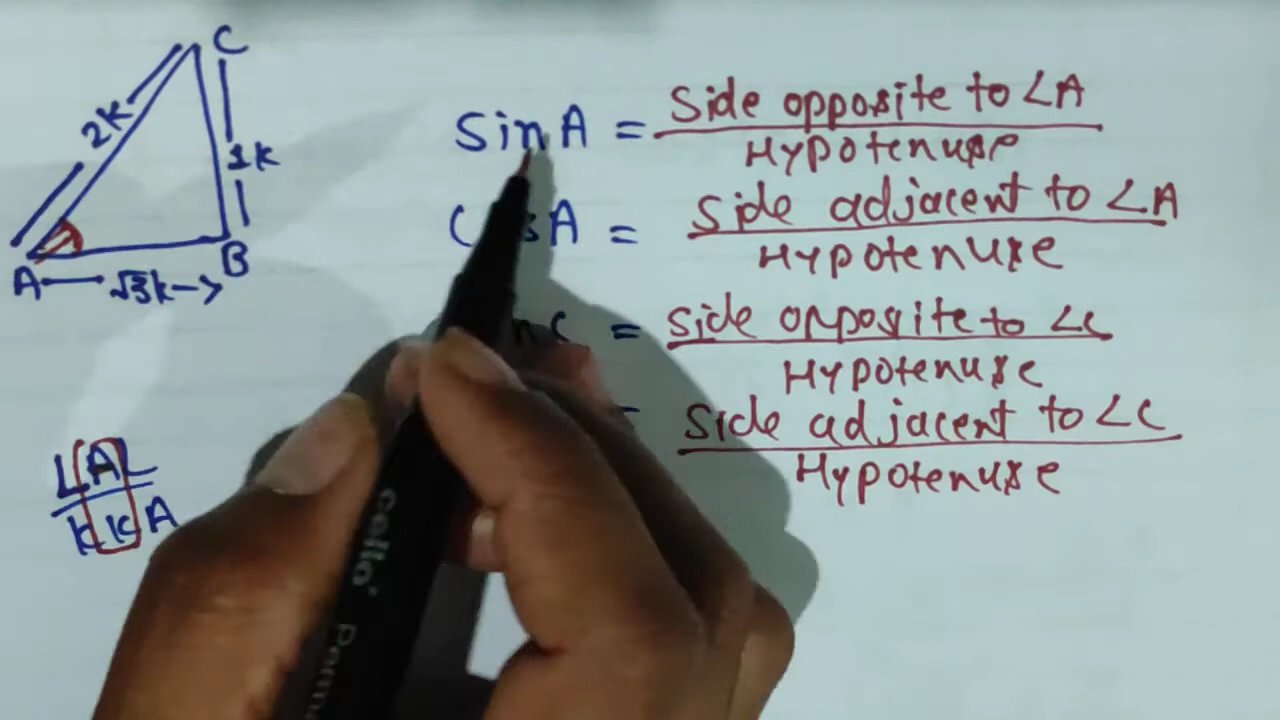 C
2k
1k
A √3k B
Sin A = Side opposite to ∠A
Hypotenuse
A = Side adjacent to ∠A
Hypotenuse
= side opposite to ∠C
Hypotenuse
Side adjacent to ∠C
Hypotenuse
L A L
K K A
cello